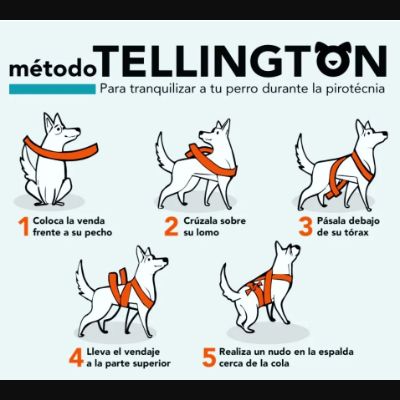 método TELLINGTON
Para tranquilizar a tu perro durante la pirotécnia
1 Coloca la venda
frente a su pecho
2 Crúzala sobre
su lomo
3 Pásala debajo
de su tórax
4 Lleva el vendaje
a la parte superior
5 Realiza un nudo en la espalda
cerca de la cola